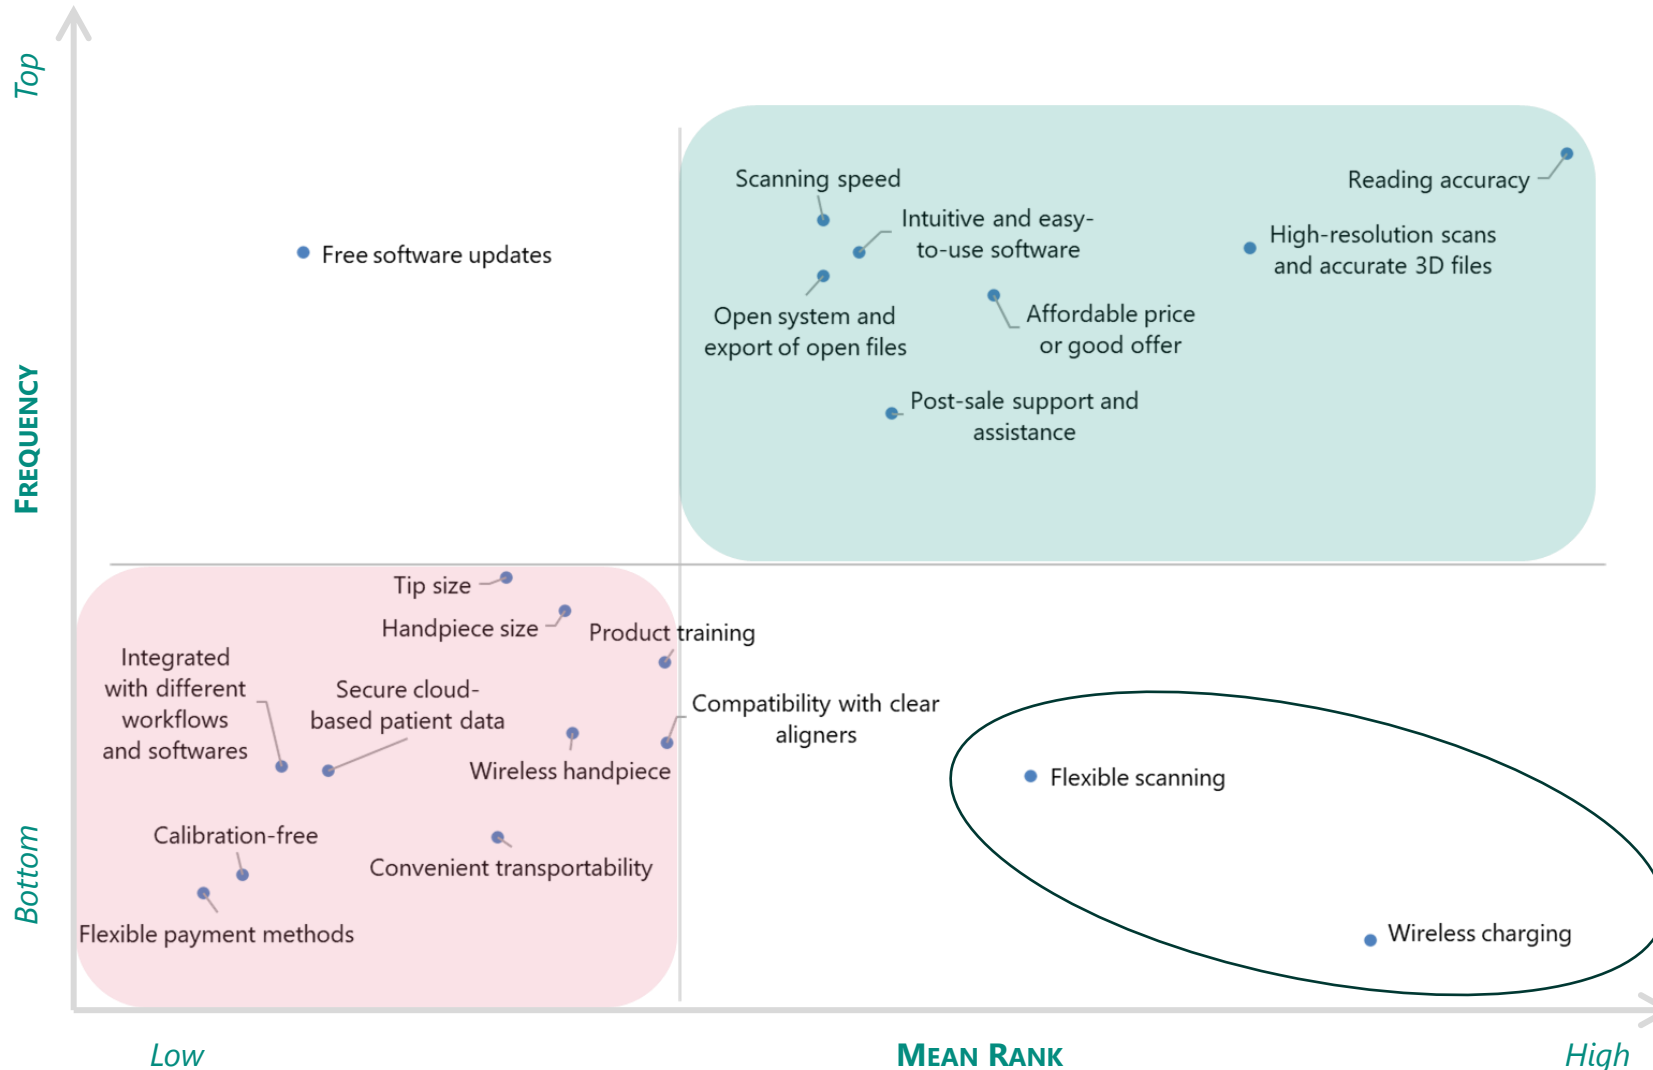 Top
FREQUENCY
Bottom
Scanning speed
Reading accuracy
Intuitive and easy-
to-use software
High-resolution scans
and accurate 3D files
Free software updates
Open system and
export of open files
Affordable price
or good offer
Post-sale support and
assistance
Tip size
Handpiece size
Product training
Integrated
with different
workflows
and softwares
Secure cloud-
based patient data
Compatibility with clear
aligners
Wireless handpiece
Flexible scanning
Calibration-free
Convenient transportability
Flexible payment methods
Wireless charging
Low
MEAN RANK
High